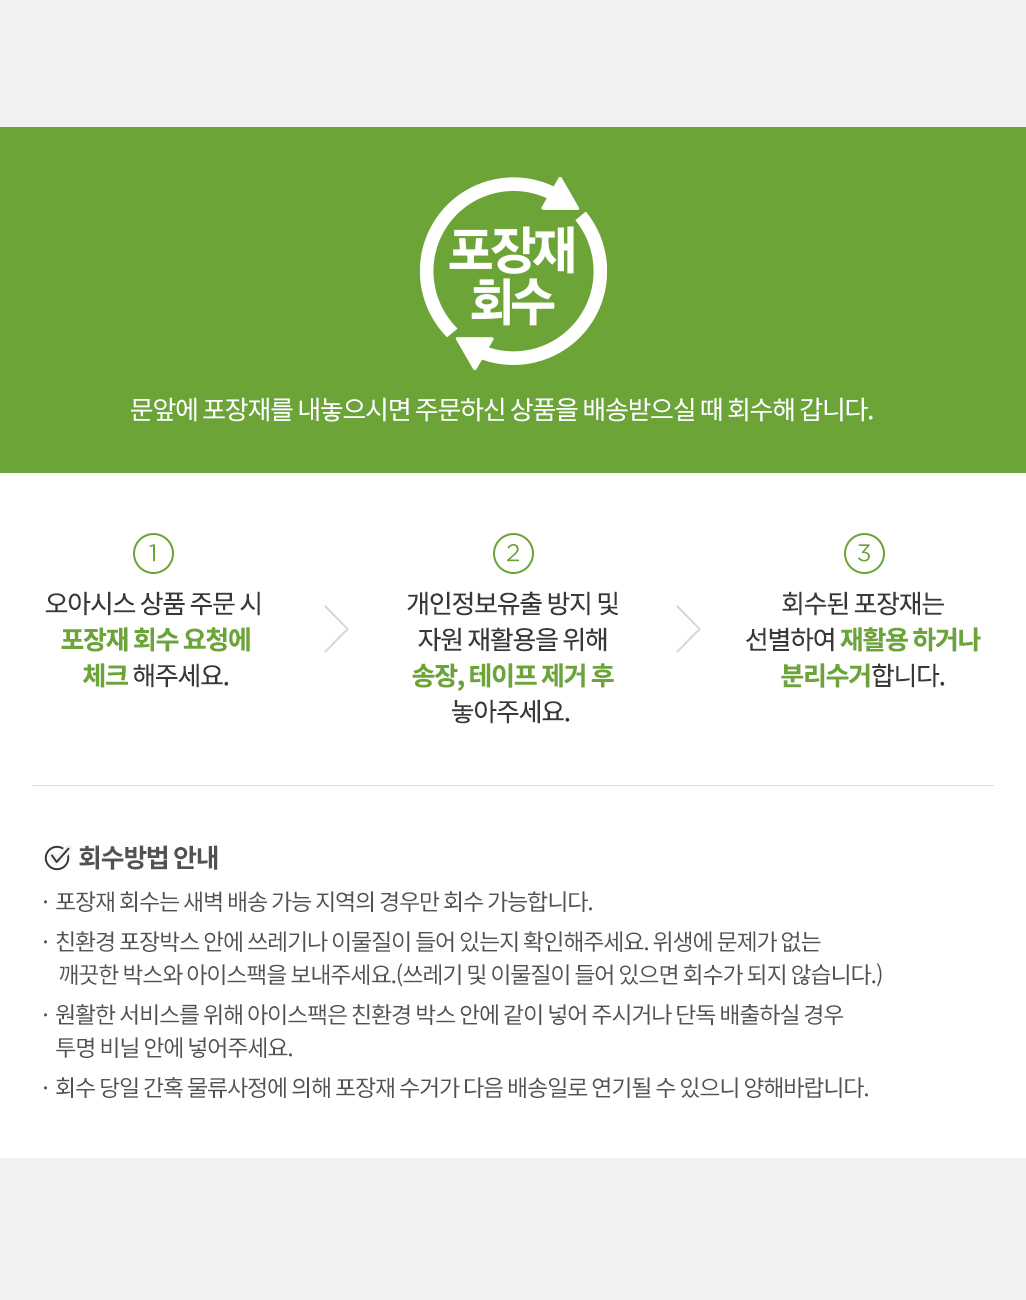 포장재
회수
문앞에 포장재를 내놓으시면 주문하신 상품을 배송받으실 때 회수해 갑니다.
1
오아시스 상품 주문 시
포장재 회수 요청에
체크 해주세요.
2
개인정보유출 방지 및
자원 재활용을 위해
송장, 테이프 제거 후
놓아주세요.
3
회수된 포장재는
선별하여 재활용 하거나
분리수거합니다.
회수방법 안내
· 포장재 회수는 새벽 배송 가능 지역의 경우만 회수 가능합니다.
· 친환경 포장박스 안에 쓰레기나 이물질이 들어 있는지 확인해주세요. 위생에 문제가 없는
깨끗한 박스와 아이스팩을 보내주세요.(쓰레기 및 이물질이 들어 있으면 회수가 되지 않습니다.)
· 원활한 서비스를 위해 아이스팩은 친환경 박스 안에 같이 넣어 주시거나 단독 배출하실 경우
투명 비닐 안에 넣어주세요.
· 회수 당일 간혹 물류사정에 의해 포장재 수거가 다음 배송일로 연기될 수 있으니 양해바랍니다.